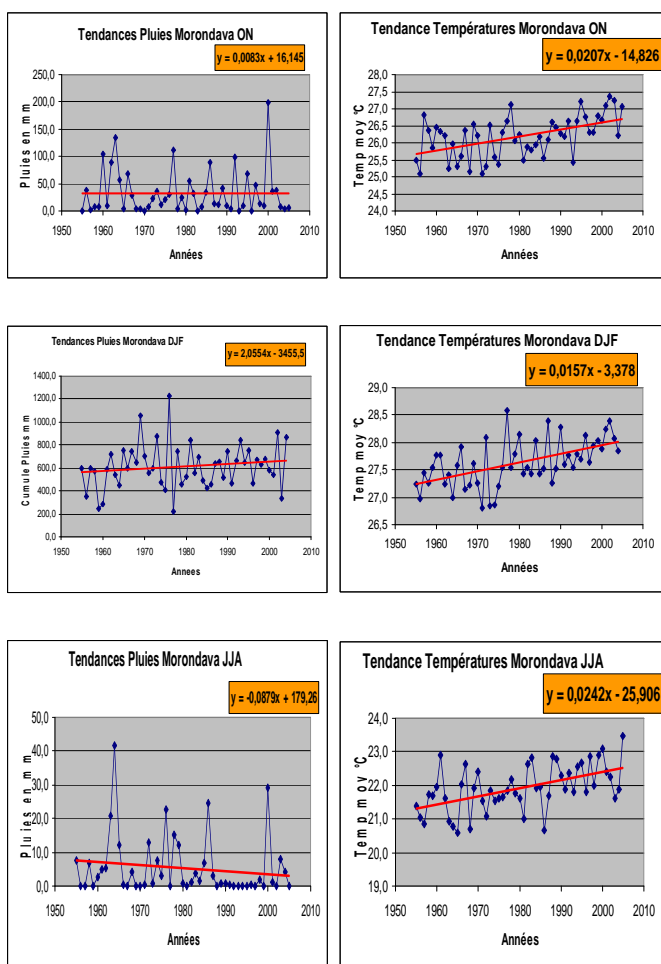 Tendances Pluies Morondava ON
y = 0,0083x + 16,145
250,0
200,0
150,0
100,0
50,0
0,0
Pluies en mm
1950 1960 1970 1980 1990 2000 2010
Années
Tendance Températures Morondava ON
y = 0,0207x - 14,826
28,0
27,5
27,0
26,5
26,0
25,5
25,0
24,5
24,0
Temp moy °C
1950 1960 1970 1980 1990 2000 2010
Années
Tendances Pluies Morondava DJF
y = 2,0554x - 3455,5
1400,0
1200,0
1000,0
800,0
600,0
400,0
200,0
0,0
Cumule Pluies mm
1950 1960 1970 1980 1990 2000 2010
Annees
Tendance Températures Morondava DJF
y = 0,0157x - 3,378
29,0
28,5
28,0
27,5
27,0
26,5
Temp moy °C
1950 1960 1970 1980 1990 2000 2010
Années
Tendances Pluies Morondava JJA
y = -0,0879x + 179,26
50,0
40,0
30,0
20,0
10,0
0,0
Pluies en mm
1950 1960 1970 1980 1990 2000 2010
Années
Tendance Températures Morondava JJA
y = 0,0242x - 25,906
24,0
23,0
22,0
21,0
20,0
19,0
Temp moy °C
1950 1960 1970 1980 1990 2000 2010
Années